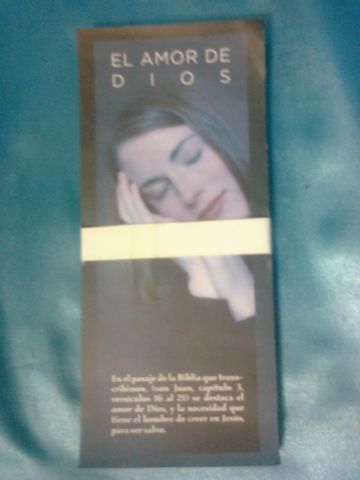 EL AMOR DE
DIOS
En el pasaje de la Biblia que trans-
cribimos, (san Juan, capítulo 3,
versículos 16 al 21) se destaca el
amor de Dios, y la necesidad que
tiene el hombre de creer en Jesús,
para ser salvo.